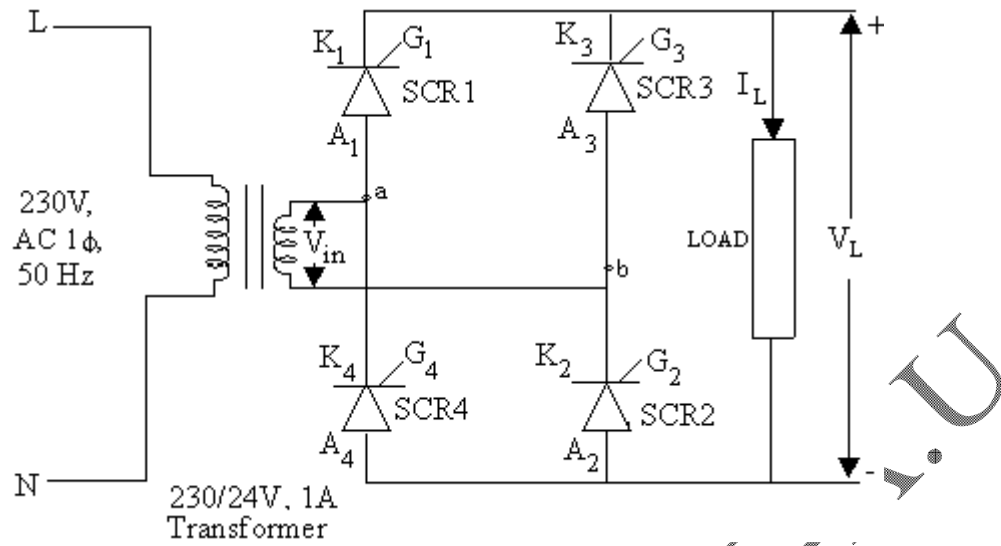 L
K1 G1
SCR1
A1
K3 G3
SCR3
A3
IL
+
230V,
AC 1ϕ,
50 Hz
a
Vin
b
LOAD
VL
K4 G4
SCR4
A4
K2 G2
SCR2
A2
-
N
230/24V, 1A
Transformer
.U